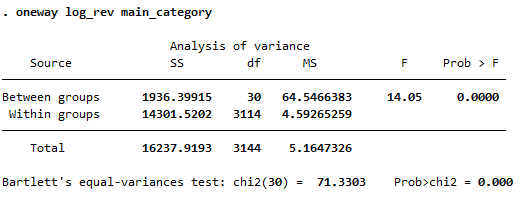 . oneway log_rev main_category
Analysis of variance
Source SS df MS F Prob > F
Between groups 1936.39915 30 64.5466383 14.05 0.0000
Within groups 14301.5202 3114 4.59265259
Total 16237.9193 3144 5.1647326
Bartlett's equal-variances test: chi2(30) = 71.3303 Prob>chi2 = 0.000